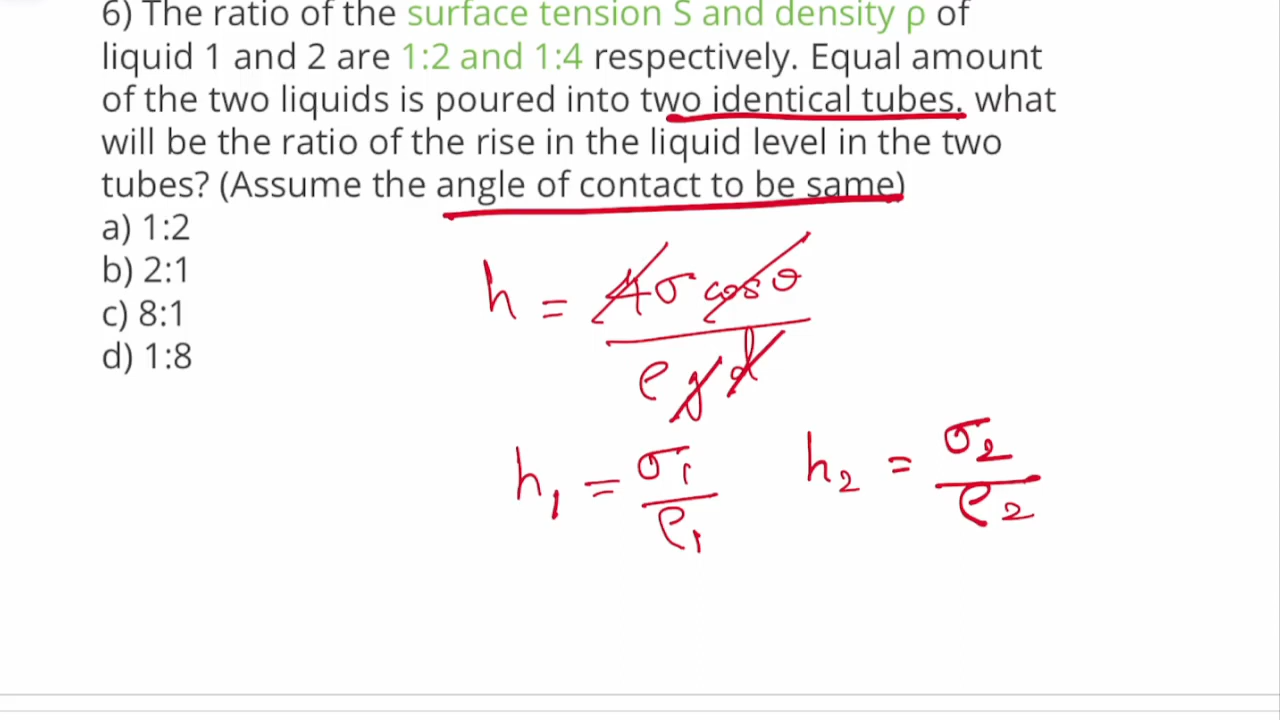 6) The ratio of the surface tension S and density ρ of
liquid 1 and 2 are 1:2 and 1:4 respectively. Equal amount
of the two liquids is poured into two identical tubes. what
will be the ratio of the rise in the liquid level in the two
tubes? (Assume the angle of contact to be same)
a) 1:2
b) 2:1
c) 8:1
d) 1:8
h = 4σ cosθ
ρgd
h₁ = σ₁ h₂ = σ₂
ρ₁ ρ₂